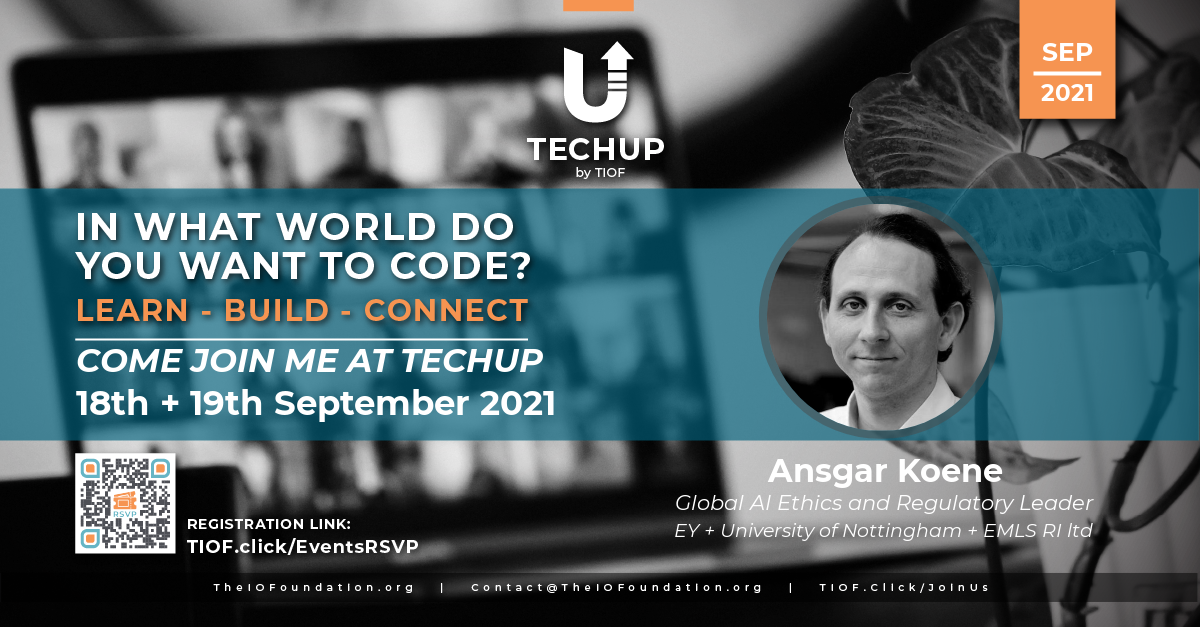 SEP
2021
TECHUP
by TIOF
IN WHAT WORLD DO
YOU WANT TO CODE?
LEARN - BUILD - CONNECT
COME JOIN ME AT TECHUP
18th + 19th September 2021
RSVP
REGISTRATION LINK:
TIOF.click/EventsRSVP
Ansgar Koene
Global AI Ethics and Regulatory Leader
EY + University of Nottingham + EMLS RI ltd
TheIOFoundation.org | Contact@TheIOFoundation.org | TIOF.Click/JoinUs